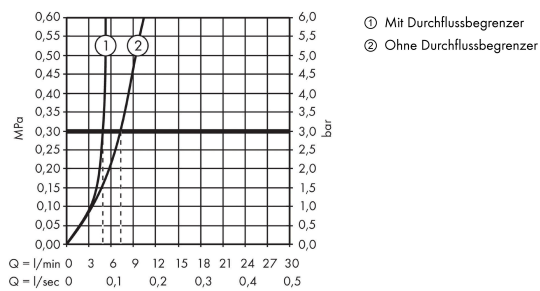 0,60 6,0
0,55 5,5
0,50 5,0
0,45 4,5
0,40 4,0
0,35 3,5
0,30 3,0
0,25 2,5
0,20 2,0
0,15 1,5
0,10 1,0
0,05 0,5
0,00 0,0
MPa
bar
1 2
Q = l/min 0 3 6 9 12 15 18 21 24 27 30
Q = l/sec 0 0,1 0,2 0,3 0,4 0,5
① Mit Durchflussbegrenzer
② Ohne Durchflussbegrenzer